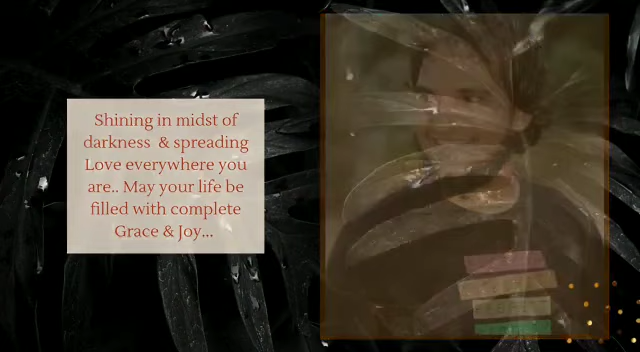 Shining in midst of
darkness & spreading
Love everywhere you
are.. May your life be
filled with complete
Grace & Joy...